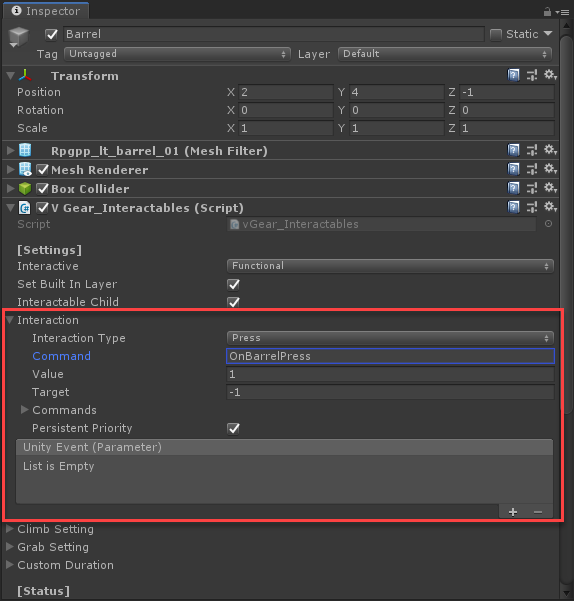 Inspector
Barrel
Static
Tag Untagged Layer Default
Transform
Position X 2 Y 4 Z -1
Rotation X 0 Y 0 Z 0
Scale X 1 Y 1 Z 1
Rpgpp_lt_barrel_01 (Mesh Filter)
Mesh Renderer
Box Collider
V Gear_Interactables (Script)
Script vGear_Interactables
[Settings]
Interactive Functional
Set Built In Layer
Interactable Child
Interaction
Interaction Type Press
Command OnBarrelPress
Value 1
Target -1
Commands
Persistent Priority
Unity Event (Parameter)
List is Empty
Climb Setting
Grab Setting
Custom Duration
[Status]